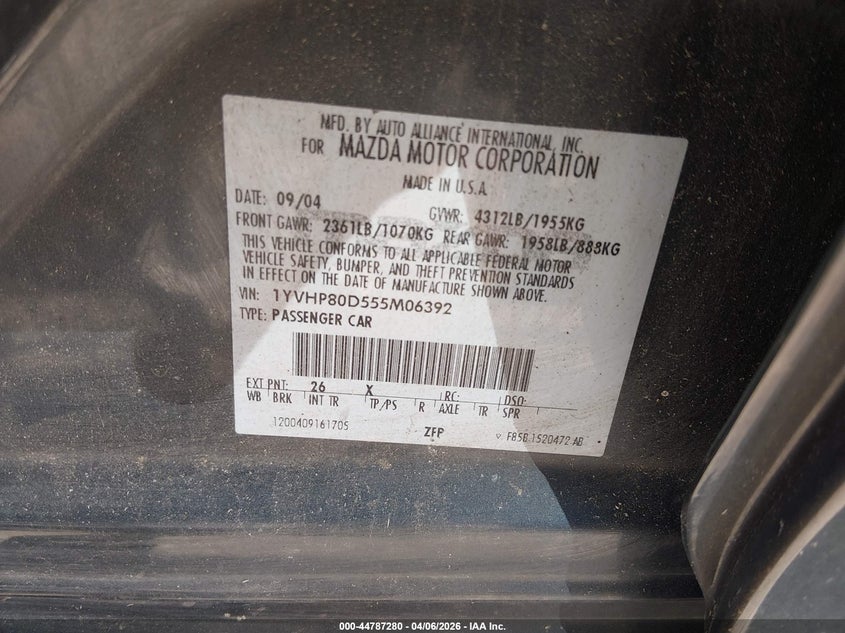 MFD. BY AUTO ALLIANCE INTERNATIONAL, INC.
FOR MAZDA MOTOR CORPORATION
MADE IN U.S.A.
DATE: 09/04 GVWR: 4312LB/1955KG
FRONT GAWR: 2361LB/1070KG REAR GAWR: 1958LB/888KG
THIS VEHICLE CONFORMS TO ALL APPLICABLE FEDERAL MOTOR
VEHICLE SAFETY, BUMPER, AND THEFT PREVENTION STANDARDS
IN EFFECT ON THE DATE OF MANUFACTURE SHOWN ABOVE.
VIN: 1YVHP80D555M06392
TYPE: PASSENGER CAR
EXT PNT: 26 X RC: DSO:
WB BRK INT TR TP/PS R AXLE TR SPR
1200409161705 ZFP F85B 1520472 AB
000-44787280 - 04/06/2026 - IAA Inc.